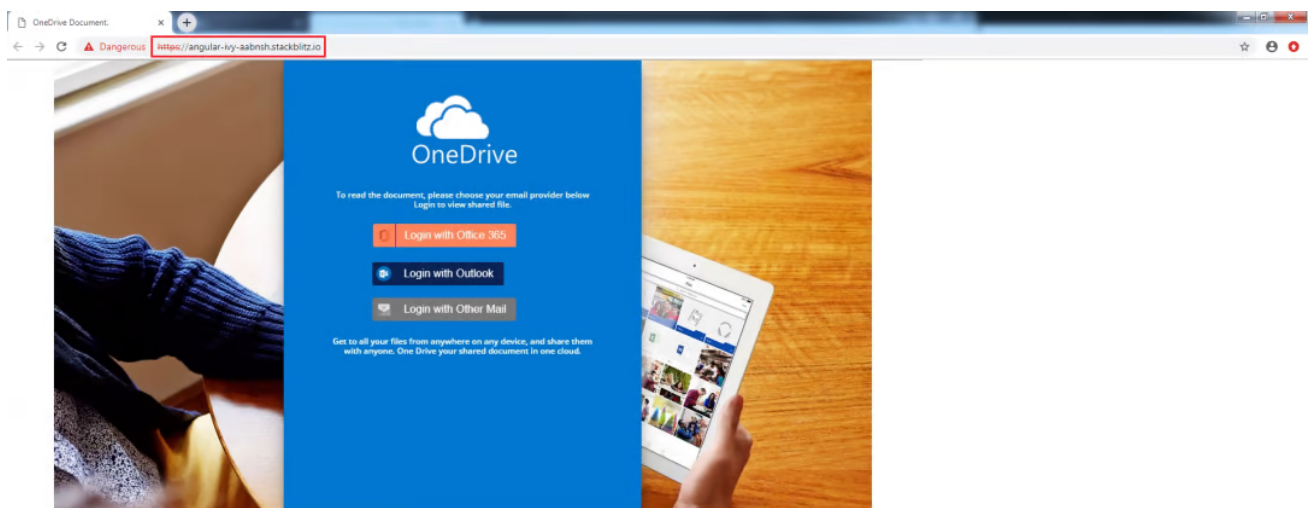 OneDrive Document.
Dangerous https://angular-ivy-aabnsh.stackblitz.io
OneDrive
To read the document, please choose your email provider below
Login to view shared file.
Login with Office 365
Login with Outlook
Login with Other Mail
Get to all your files from anywhere on any device, and share them
with anyone. One Drive your shared document in one cloud.